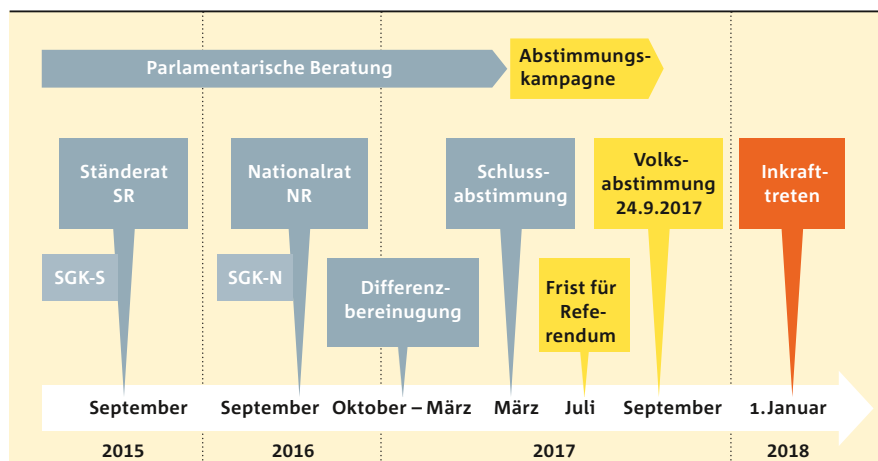 Parlamentarische Beratung
Abstimmungs-
kampagne
Ständerat
SR
Nationalrat
NR
Schluss-
abstimmung
Volks-
abstimmung
24.9.2017
Inkraft-
treten
SGK-S
SGK-N
Differenz-
bereinugung
Frist für
Refe-
rendum
September
September
Oktober – März
März
Juli
September
1. Januar
2015
2016
2017
2018